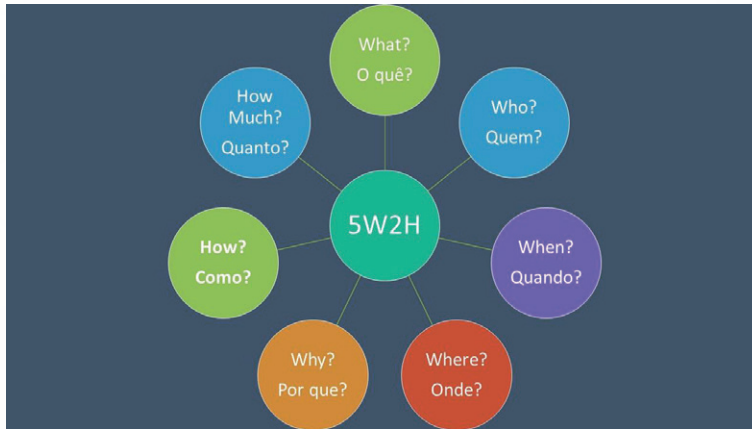 What?
O quê?
Who?
Quem?
When?
Quando?
Where?
Onde?
Why?
Por que?
How?
Como?
How
Much?
Quanto?
5W2H